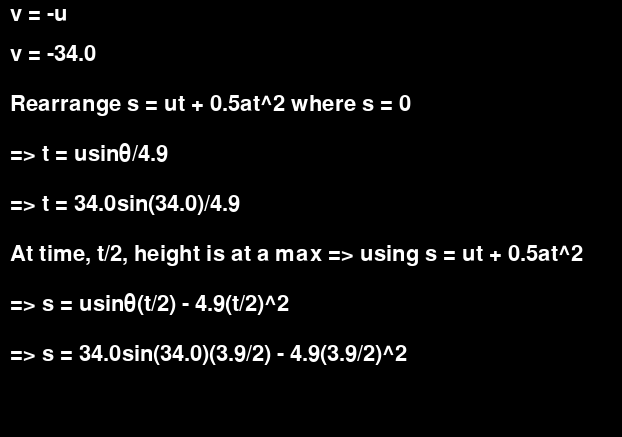 v = -u
v = -34.0
Rearrange s = ut + 0.5at^2 where s = 0
=> t = usinθ/4.9
=> t = 34.0sin(34.0)/4.9
At time, t/2, height is at a max => using s = ut + 0.5at^2
=> s = usinθ(t/2) - 4.9(t/2)^2
=> s = 34.0sin(34.0)(3.9/2) - 4.9(3.9/2)^2